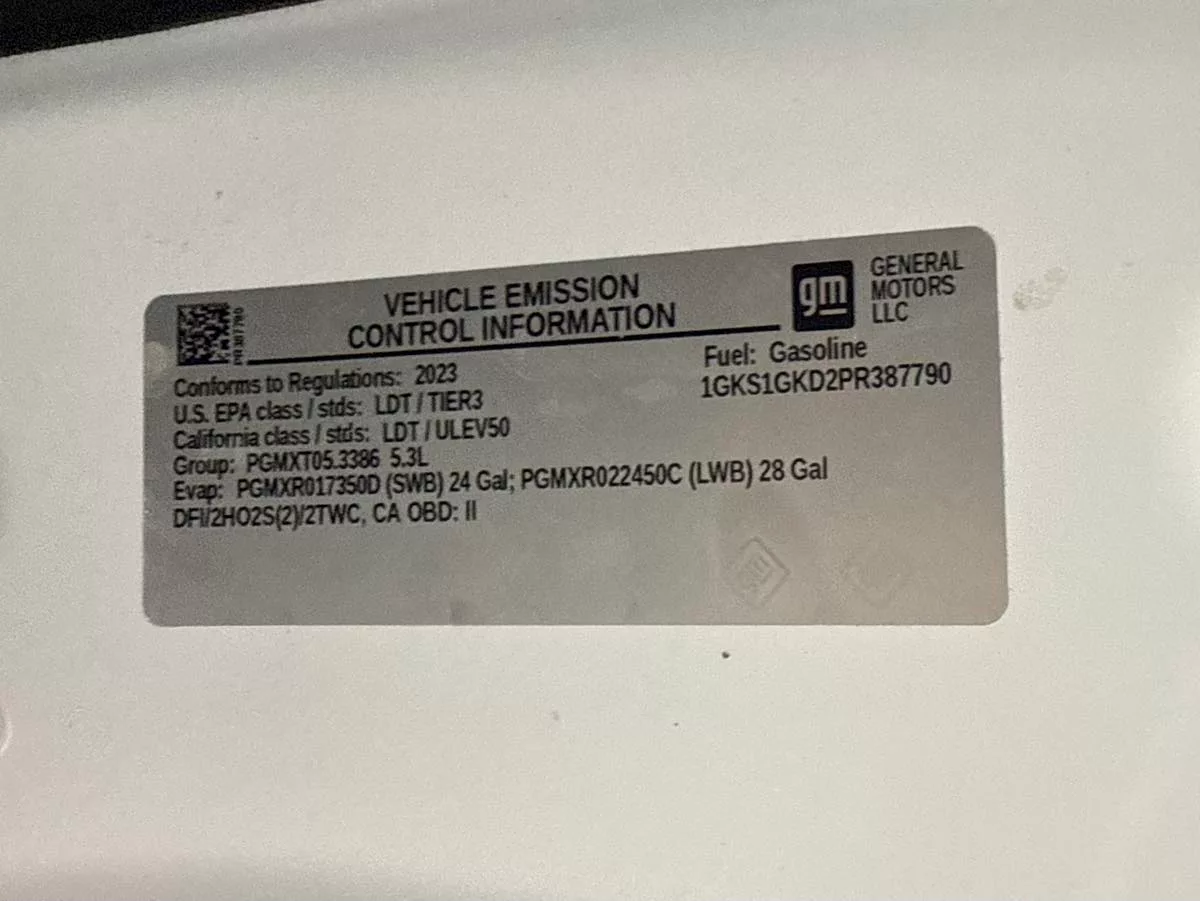 VEHICLE EMISSION
CONTROL INFORMATION
gm
GENERAL
MOTORS
LLC
Conforms to Regulations: 2023
U.S. EPA class / stds: LDT / TIER3
California class / stds: LDT / ULEV50
Group: PGMXT05.3386 5.3L
Evap: PGMXR017350D (SWB) 24 Gal; PGMXR022450C (LWB) 28 Gal
DFI/2HO2S(2)/2TWC, CA OBD: II
Fuel: Gasoline
1GKS1GKD2PR387790